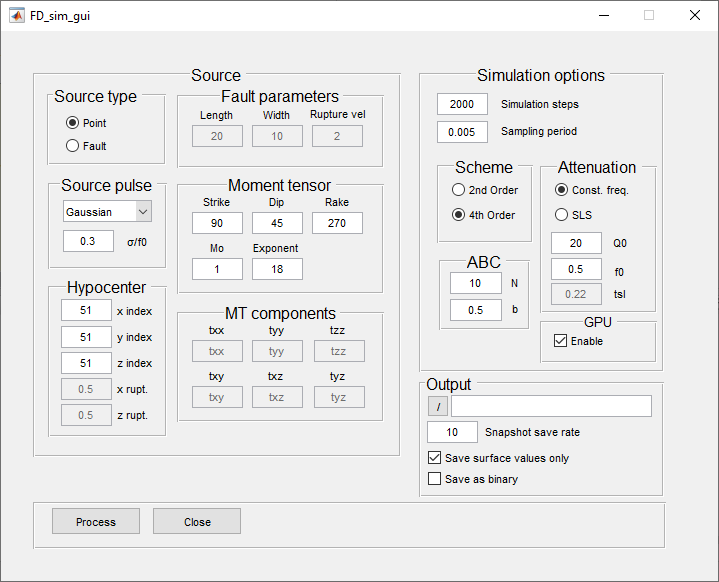 FD_sim_gui
Source
Source type
Point
Fault
Fault parameters
Length Width Rupture vel
20 10 2
Source pulse
Gaussian
0.3 σ/f0
Moment tensor
Strike Dip Rake
90 45 270
Mo Exponent
1 18
Hypocenter
51 x index
51 y index
51 z index
0.5 x rupt.
0.5 z rupt.
MT components
txx tyy tzz
txx tyy tzz
txy txz tyz
txy txz tyz
Simulation options
2000 Simulation steps
0.005 Sampling period
Scheme
2nd Order
4th Order
Attenuation
Const. freq.
SLS
20 Q0
0.5 f0
0.22 tsl
ABC
10 N
0.5 b
GPU
Enable
Output
/
10 Snapshot save rate
Save surface values only
Save as binary
Process Close